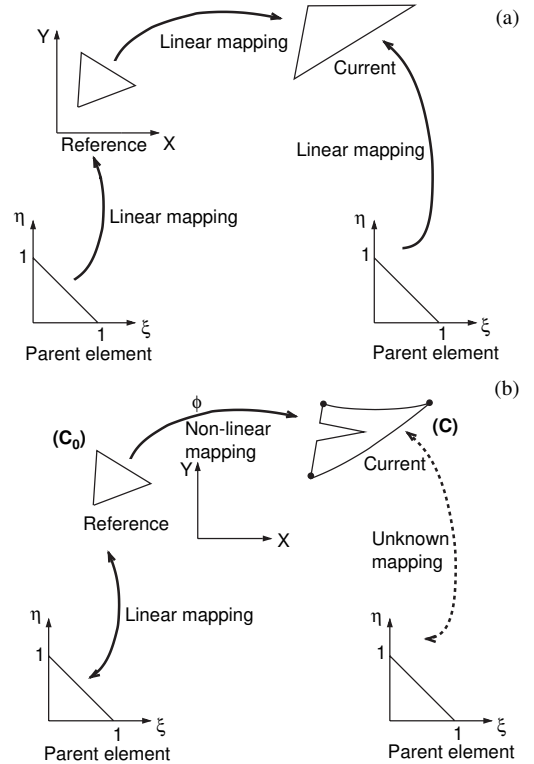 (a)
Y
Linear mapping
Current
Reference
X
Linear mapping
Linear mapping
η
1
1
ξ
Parent element
η
1
1
ξ
Parent element
(b)
ϕ
(C₀)
Non-linear
mapping
(C)
Current
Y
Reference
X
Unknown
mapping
Linear mapping
η
1
1
ξ
Parent element
η
1
1
ξ
Parent element